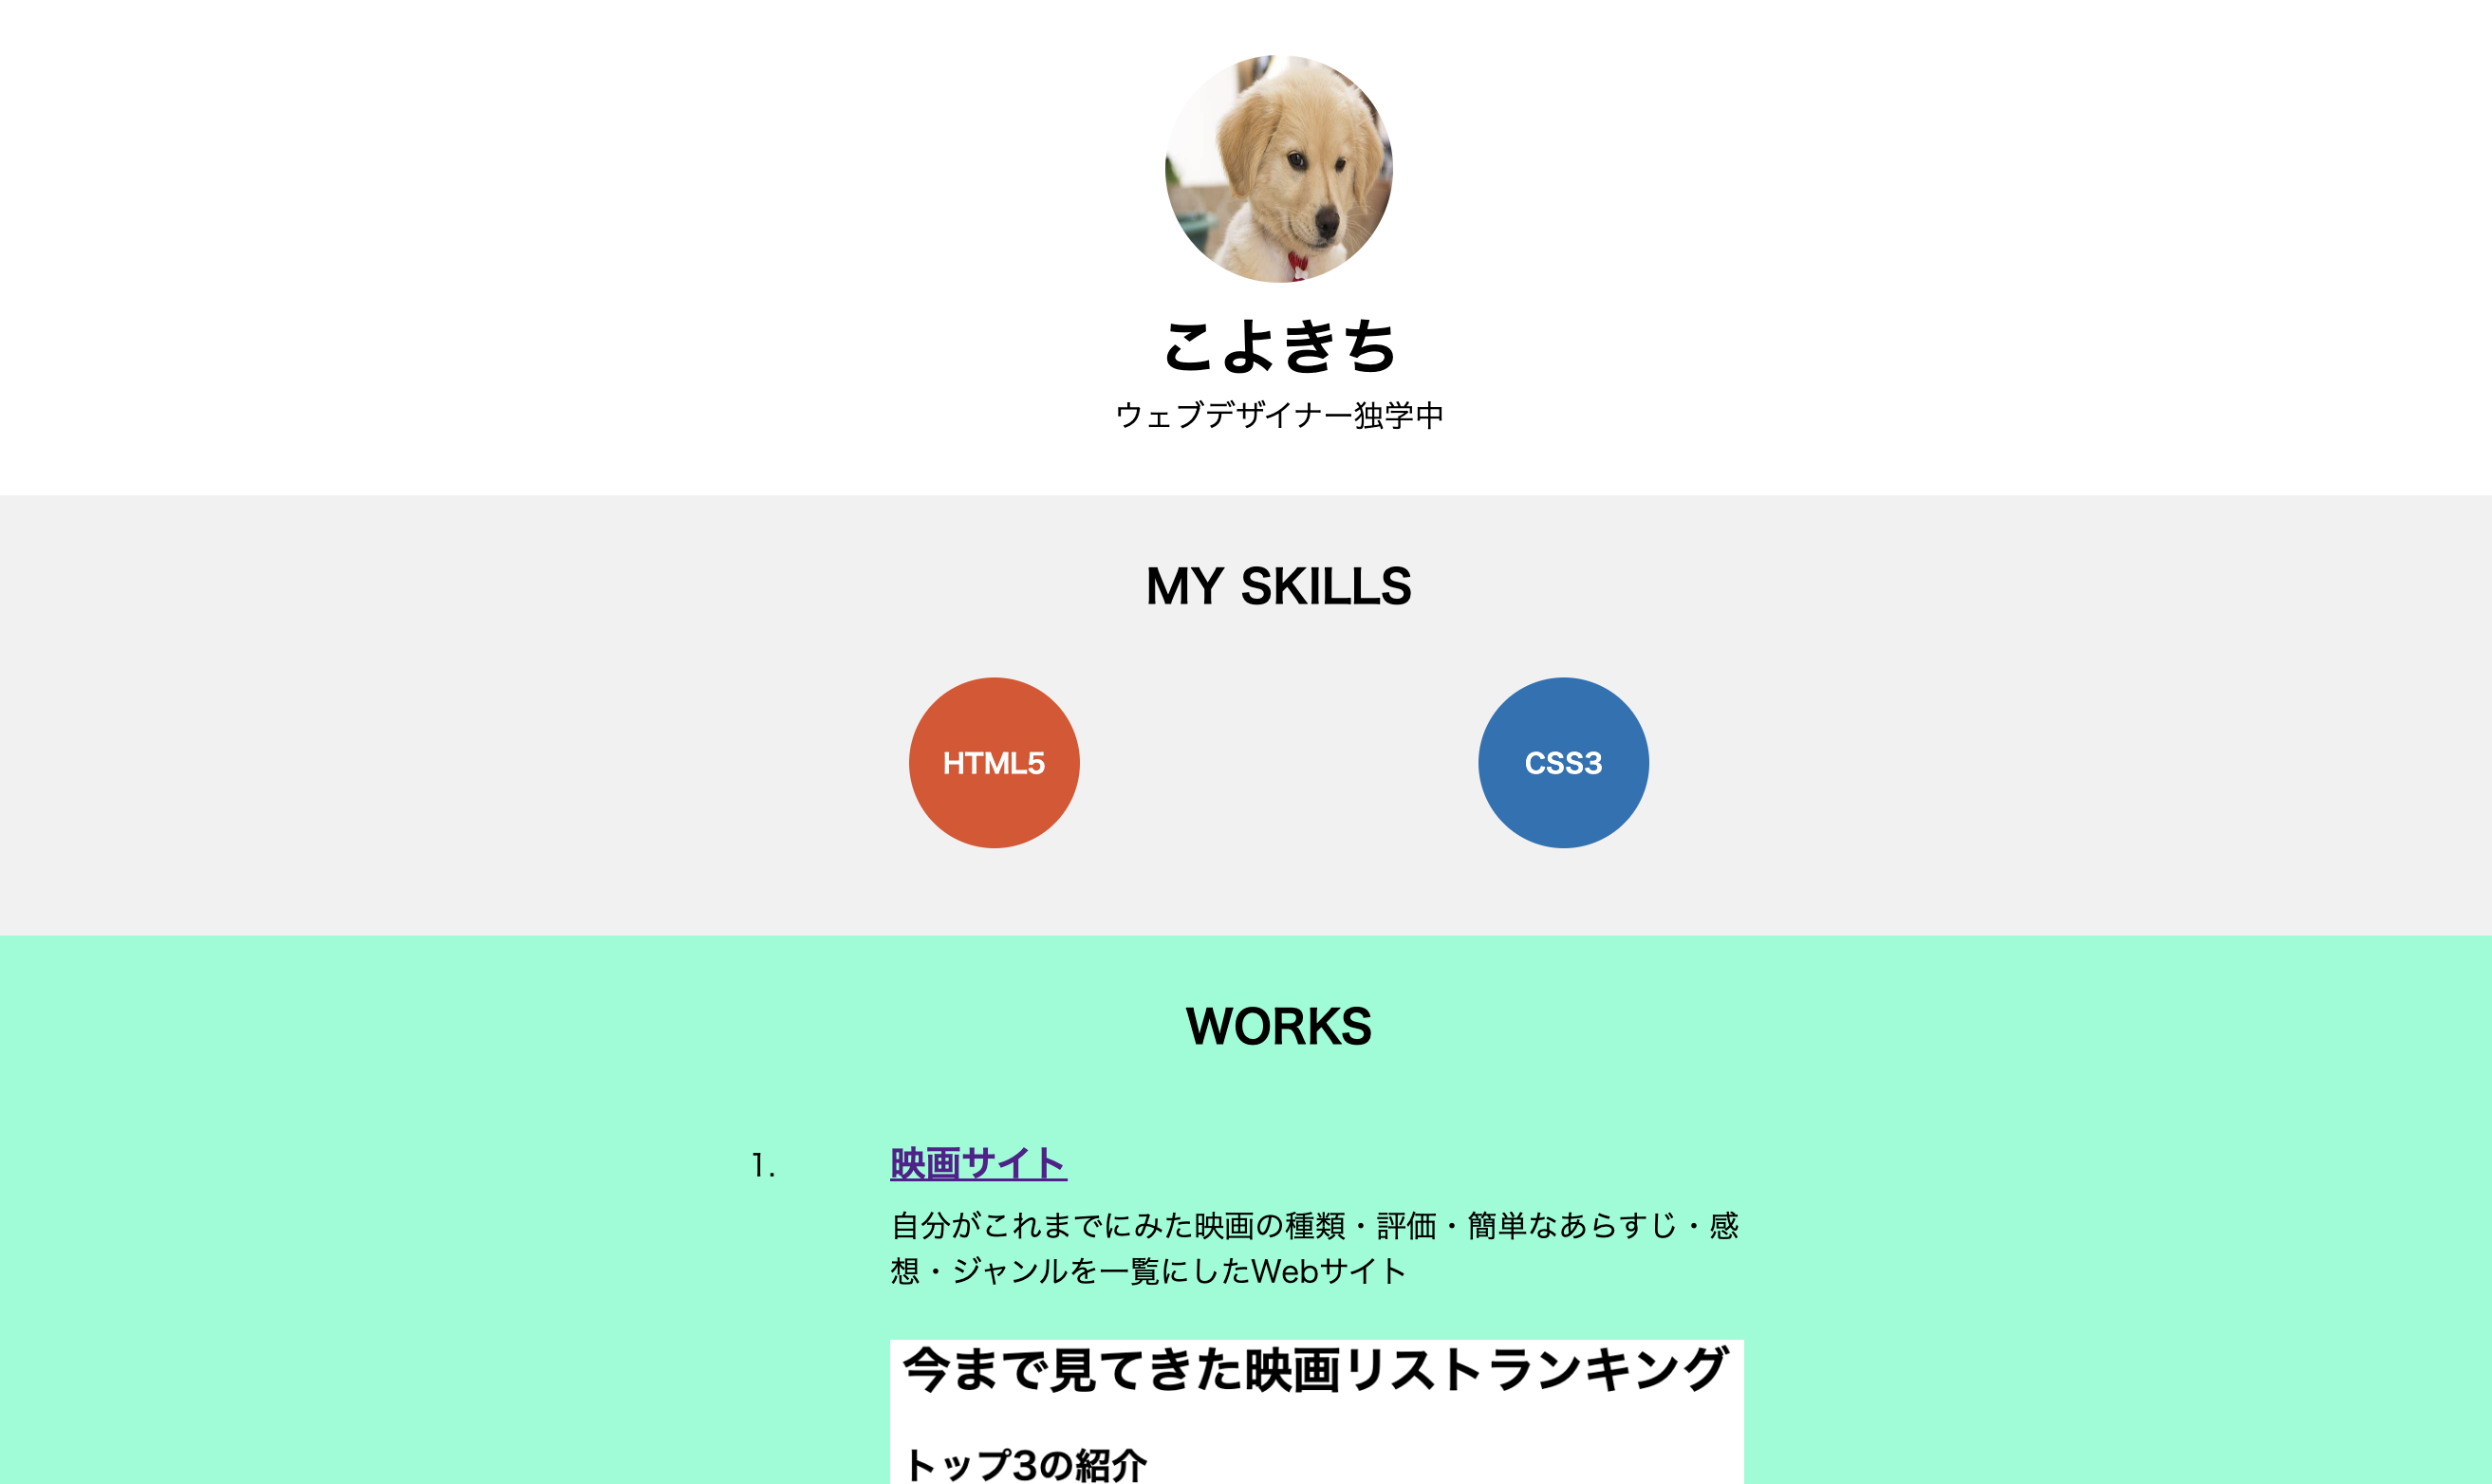 こよきち
ウェブデザイナー独学中
MY SKILLS
HTML5
CSS3
WORKS
1.
映画サイト
自分がこれまでにみた映画の種類・評価・簡単なあらすじ・感
想・ジャンルを一覧にしたWebサイト
今まで見てきた映画リストランキング
トップ3の紹介